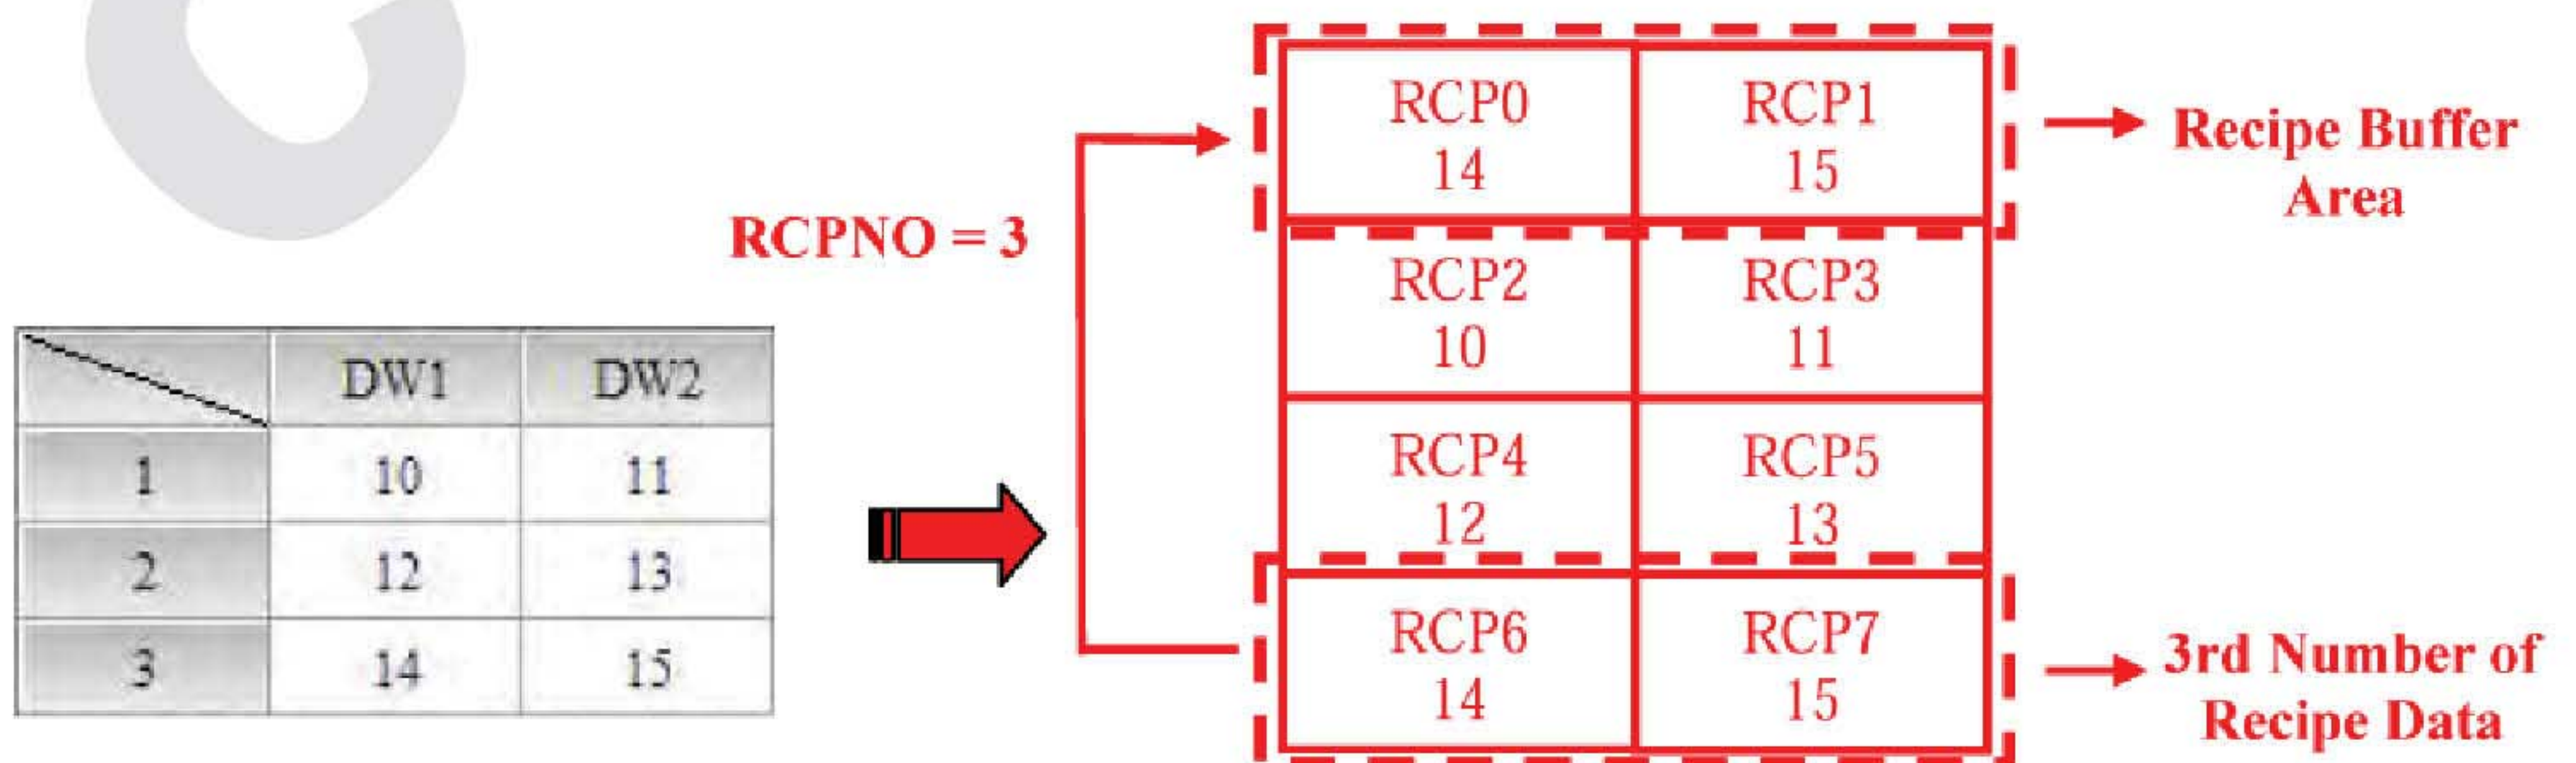 RCPNO = 3
DW1 DW2
1 10 11
2 12 13
3 14 15
RCP0 RCP1
14 15
RCP2 RCP3
10 11
RCP4 RCP5
12 13
RCP6 RCP7
14 15
Recipe Buffer
Area
3rd Number of
Recipe Data